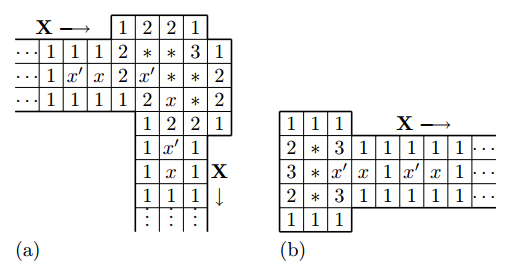 X ⟶ 1 2 2 1
··· 1 1 1 2 * * 3 1
··· 1 x′ x 2 x′ * * 2
··· 1 1 1 1 2 x * 2
1 2 2 1
1 x′ 1
1 x 1 X
1 1 1 ↓
⋮ ⋮ ⋮
(a)
1 1 1 X ⟶
2 * 3 1 1 1 1 1 ···
3 * x′ x 1 x′ x 1 ···
2 * 3 1 1 1 1 1 ···
1 1 1
(b)